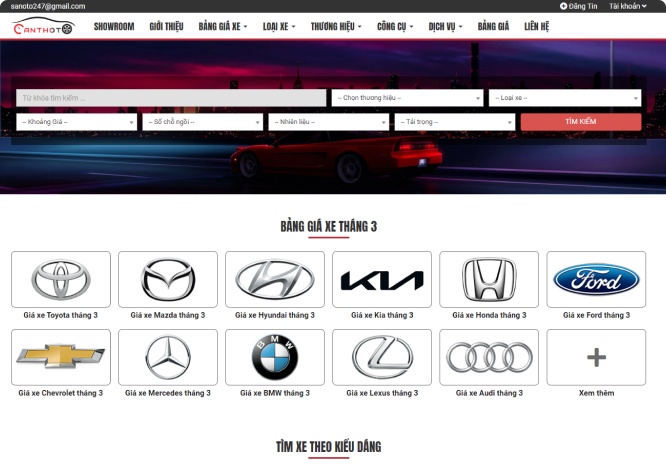 sanoto247@gmail.com
Đăng Tin
Tài khoản
CANTHOTO
SHOWROOM
GIỚI THIỆU
BẢNG GIÁ XE
LOẠI XE
THƯƠNG HIỆU
CÔNG CỤ
DỊCH VỤ
BẢNG GIÁ
LIÊN HỆ
Từ khóa tìm kiếm ...
-- Chọn thương hiệu --
-- Loại xe --
-- Khoảng Giá --
-- Số chỗ ngồi --
-- Nhiên liệu --
-- Tải trọng --
TÌM KIẾM
BẢNG GIÁ XE THÁNG 3
KIA
Ford
Giá xe Toyota tháng 3
Giá xe Mazda tháng 3
Giá xe Hyundai tháng 3
Giá xe Kia tháng 3
Giá xe Honda tháng 3
Giá xe Ford tháng 3
BMW
Giá xe Chevrolet tháng 3
Giá xe Mercedes tháng 3
Giá xe BMW tháng 3
Giá xe Lexus tháng 3
Giá xe Audi tháng 3
Xem thêm
TÌM XE THEO KIỂU DÁNG